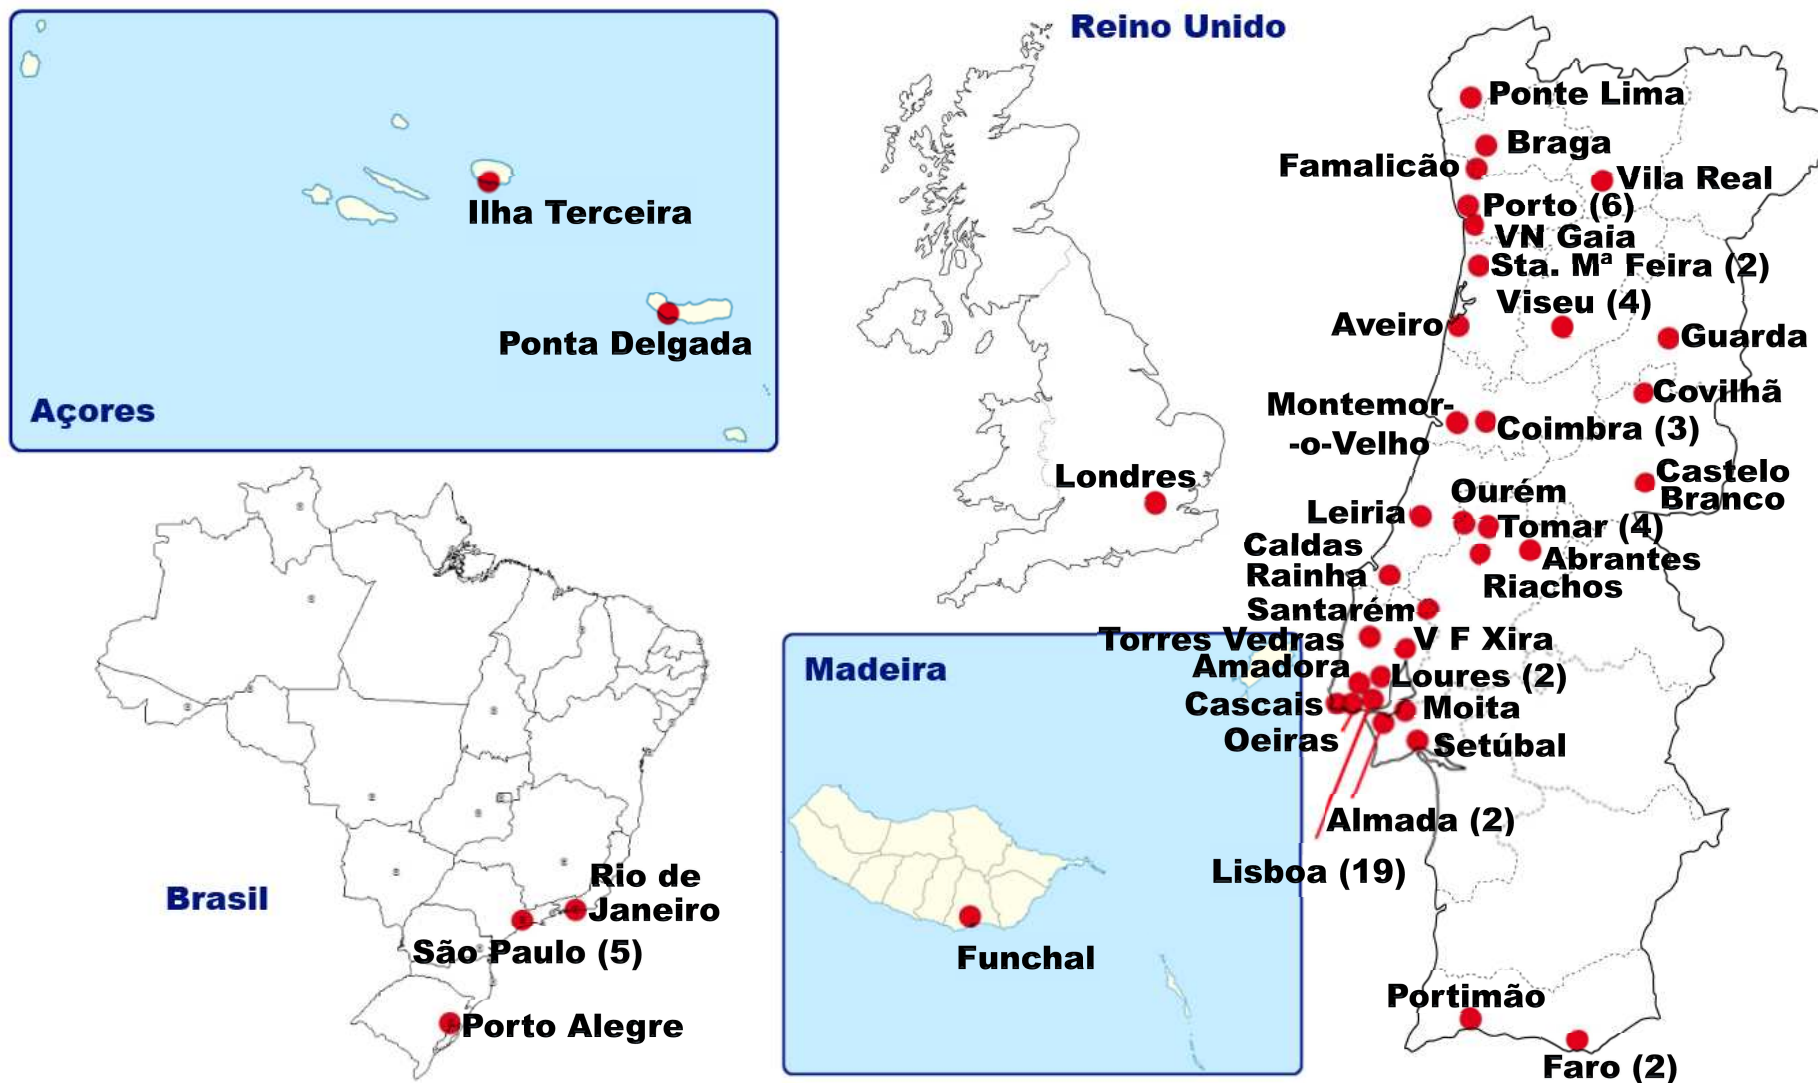 Ilha Terceira
Ponta Delgada
Açores
Reino Unido
Londres
Ponte Lima
Braga
Famalicão
Vila Real
Porto (6)
VN Gaia
Sta. Mª Feira (2)
Viseu (4)
Aveiro
Guarda
Covilhã
Montemor-
-o-Velho
Coimbra (3)
Castelo
Branco
Ourém
Leiria
Tomar (4)
Caldas
Rainha
Abrantes
Riachos
Santarém
Torres Vedras
V F Xira
Amadora
Loures (2)
Cascais
Moita
Oeiras
Setúbal
Almada (2)
Lisboa (19)
Portimão
Faro (2)
Madeira
Funchal
Brasil
Rio de
Janeiro
São Paulo (5)
Porto Alegre